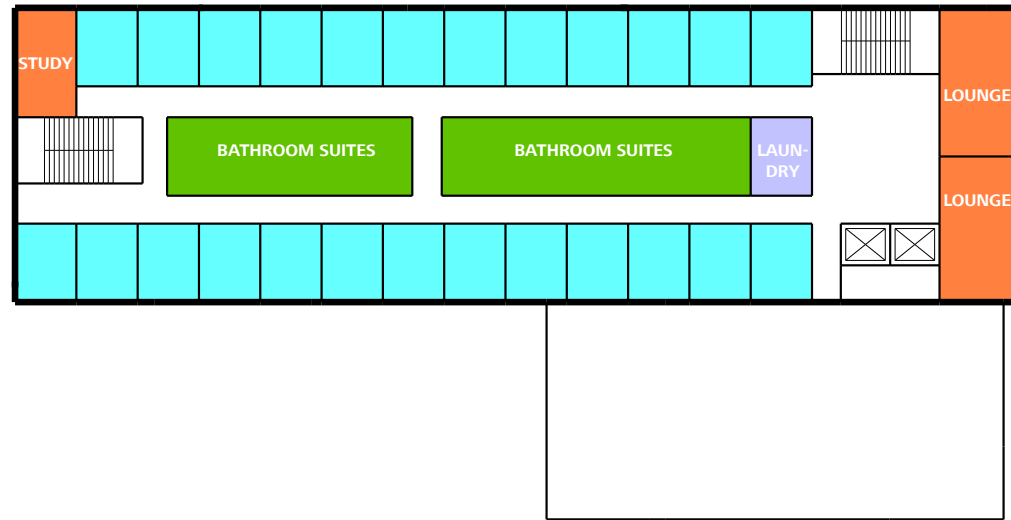 STUDY
LOUNGE
BATHROOM SUITES
BATHROOM SUITES
LAUN-
DRY
LOUNGE